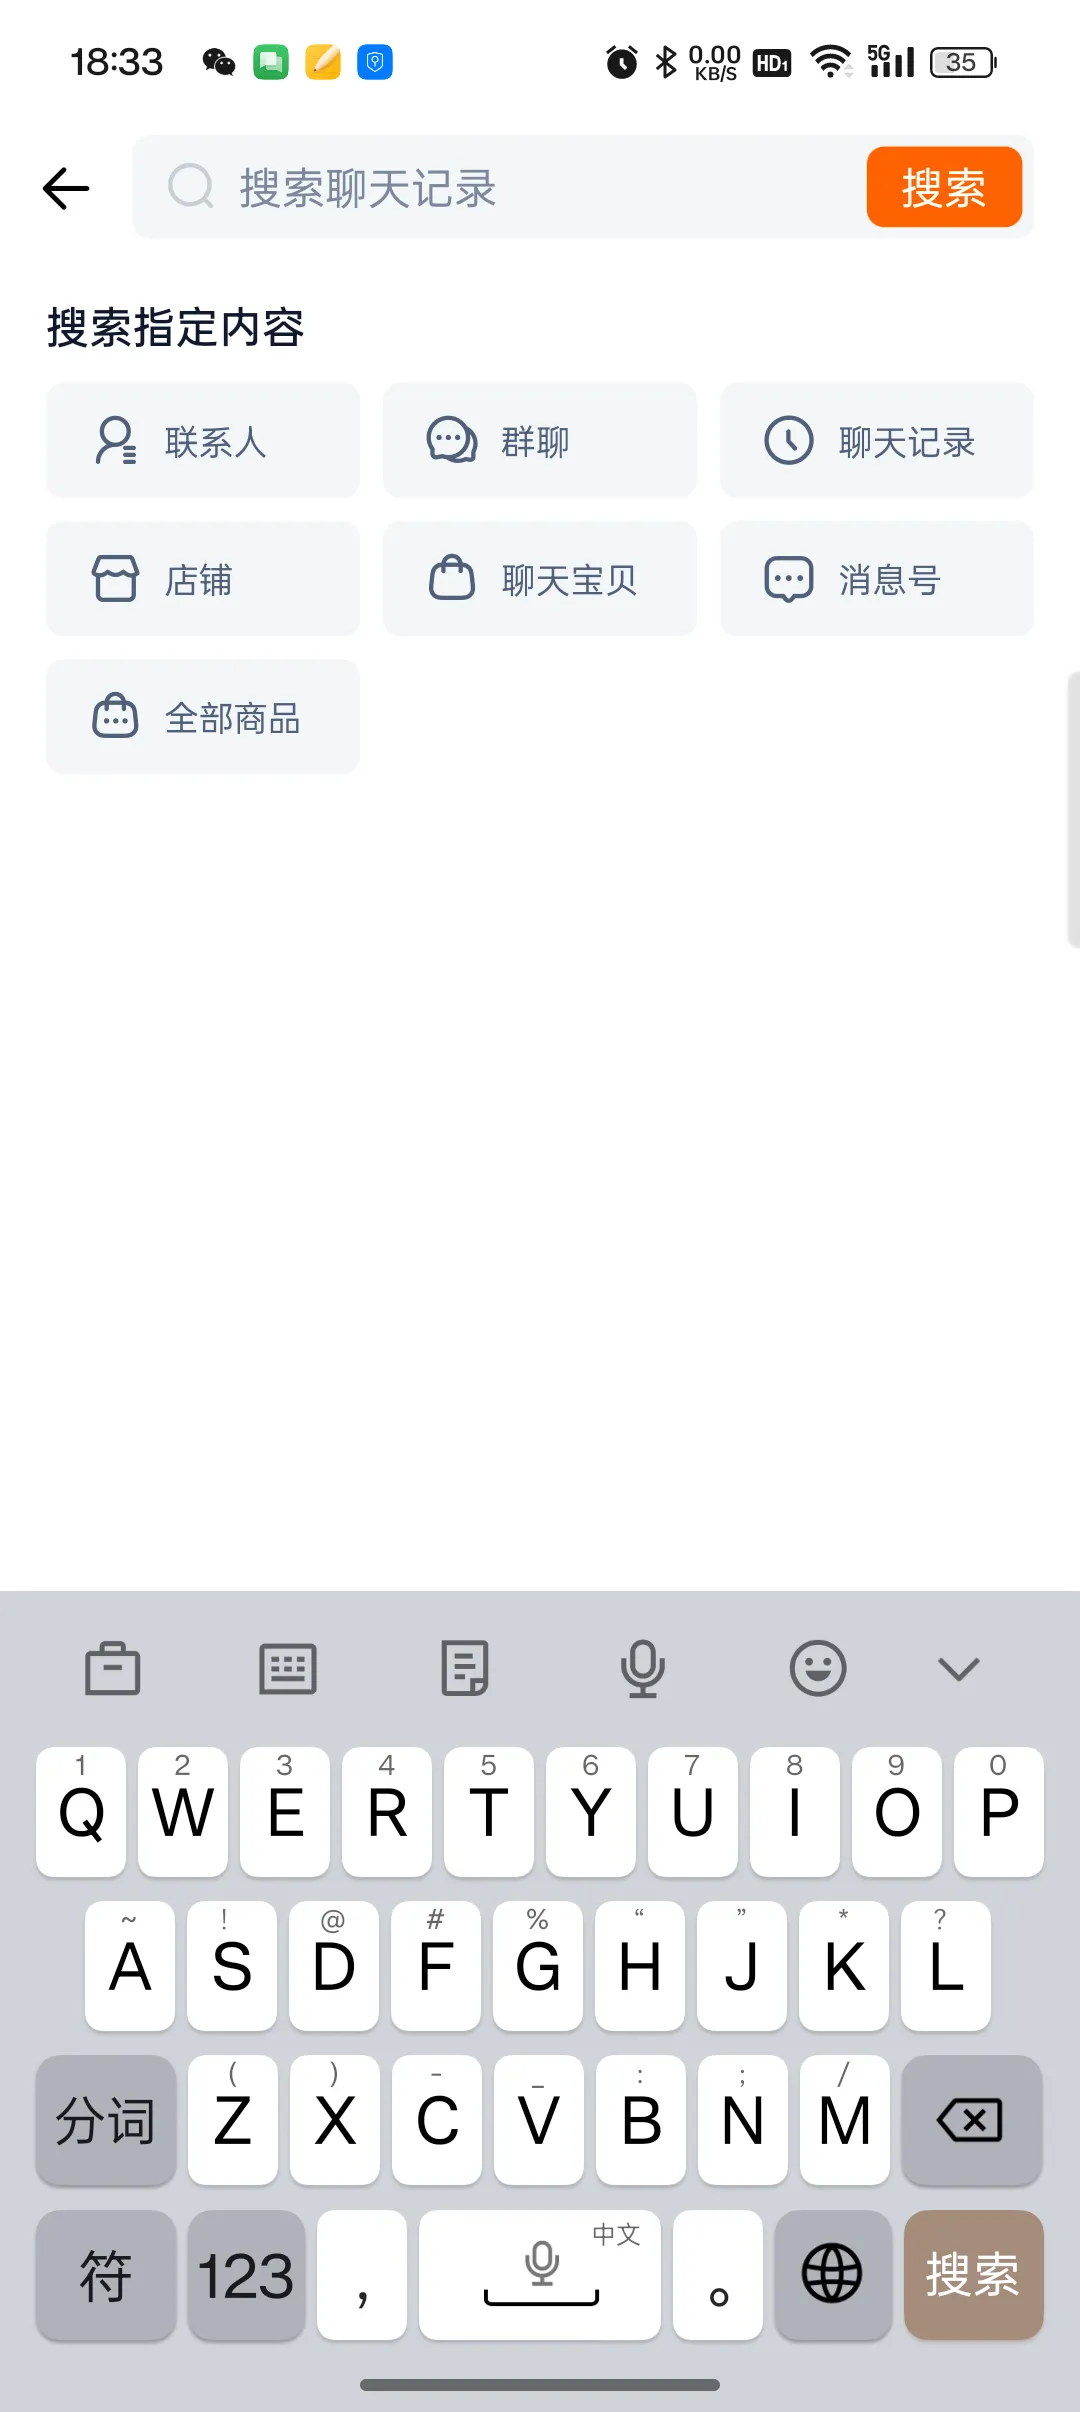 18:33 0.00 KB/S HD1 5G 35
搜索聊天记录 搜索
搜索指定内容
联系人 群聊 聊天记录
店铺 聊天宝贝 消息号
全部商品
1 2 3 4 5 6 7 8 9 0
Q W E R T Y U I O P
~ ! @ # % “ ” * ?
A S D F G H J K L
( ) - _ : ; /
分词 Z X C V B N M
符 123 , 中文 。 搜索